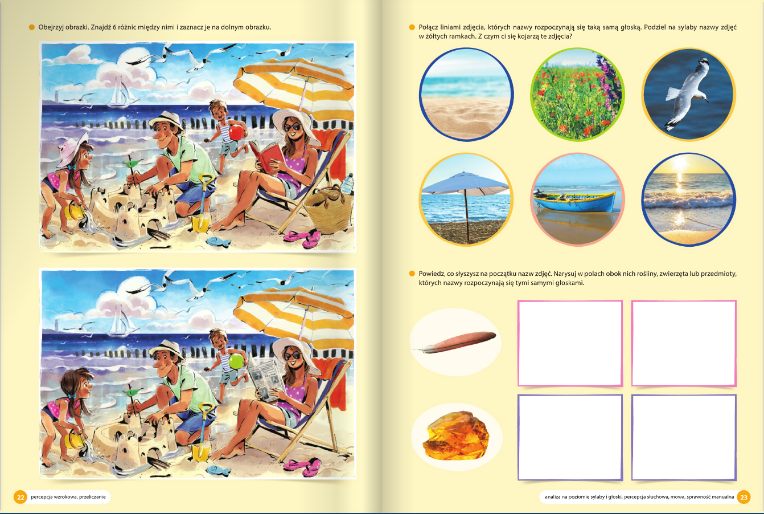 Obejrzyj obrazki. Znajdź 6 różnic między nimi i zaznacz je na dolnym obrazku.
22 percepcja wzrokowa, przeliczanie
Połącz liniami zdjęcia, których nazwy rozpoczynają się taką samą głoską. Podziel na sylaby nazwy zdjęć
w żółtych ramkach. Z czym ci się kojarzą te zdjęcia?
Powiedz, co słyszysz na początku nazw zdjęć. Narysuj w polach obok nich rośliny, zwierzęta lub przedmioty,
których nazwy rozpoczynają się tymi samymi głoskami.
analiza na poziomie sylaby i głoski, percepcja słuchowa, mowa, sprawność manualna 23